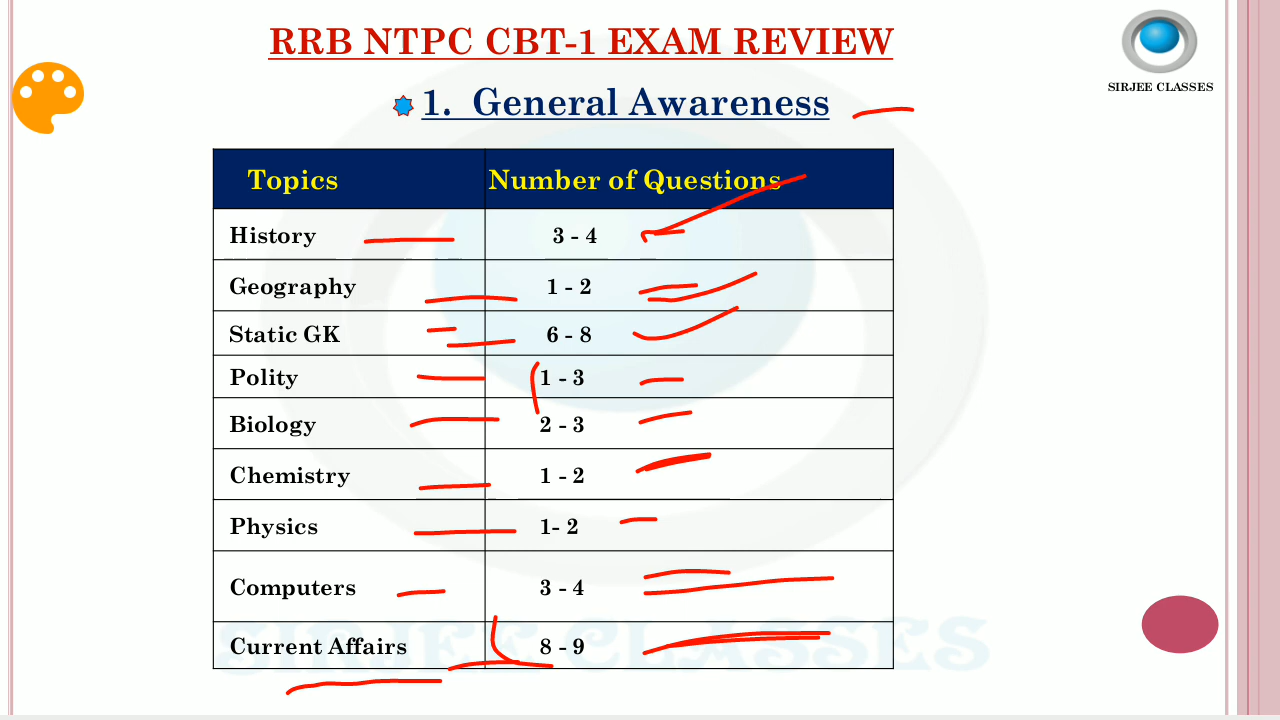 RRB NTPC CBT-1 EXAM REVIEW
SIRJEE CLASSES
1. General Awareness
Topics Number of Questions
History 3 - 4
Geography 1 - 2
Static GK 6 - 8
Polity 1 - 3
Biology 2 - 3
Chemistry 1 - 2
Physics 1- 2
Computers 3 - 4
Current Affairs 8 - 9
SIRJEE CLASSES